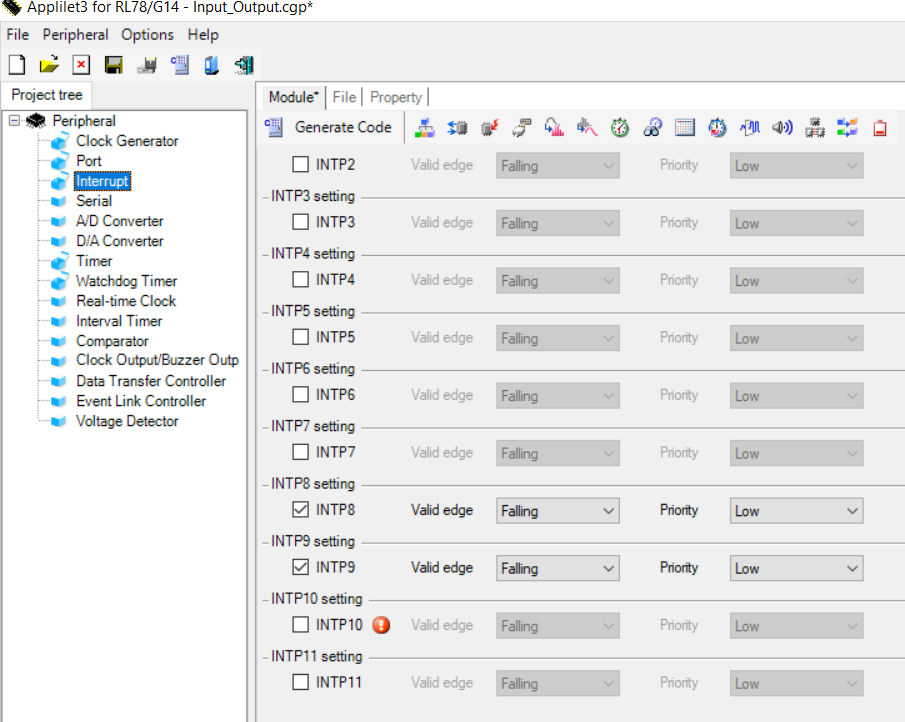 Applilet3 for RL78/G14 - Input_Output.cgp*
File Peripheral Options Help
Project tree
Peripheral
Clock Generator
Port
Interrupt
Serial
A/D Converter
D/A Converter
Timer
Watchdog Timer
Real-time Clock
Interval Timer
Comparator
Clock Output/Buzzer Outp
Data Transfer Controller
Event Link Controller
Voltage Detector
Module* File Property
Generate Code
INTP2 Valid edge Falling Priority Low
INTP3 setting
INTP3 Valid edge Falling Priority Low
INTP4 setting
INTP4 Valid edge Falling Priority Low
INTP5 setting
INTP5 Valid edge Falling Priority Low
INTP6 setting
INTP6 Valid edge Falling Priority Low
INTP7 setting
INTP7 Valid edge Falling Priority Low
INTP8 setting
INTP8 Valid edge Falling Priority Low
INTP9 setting
INTP9 Valid edge Falling Priority Low
INTP10 setting
INTP10 Valid edge Falling Priority Low
INTP11 setting
INTP11 Valid edge Falling Priority Low